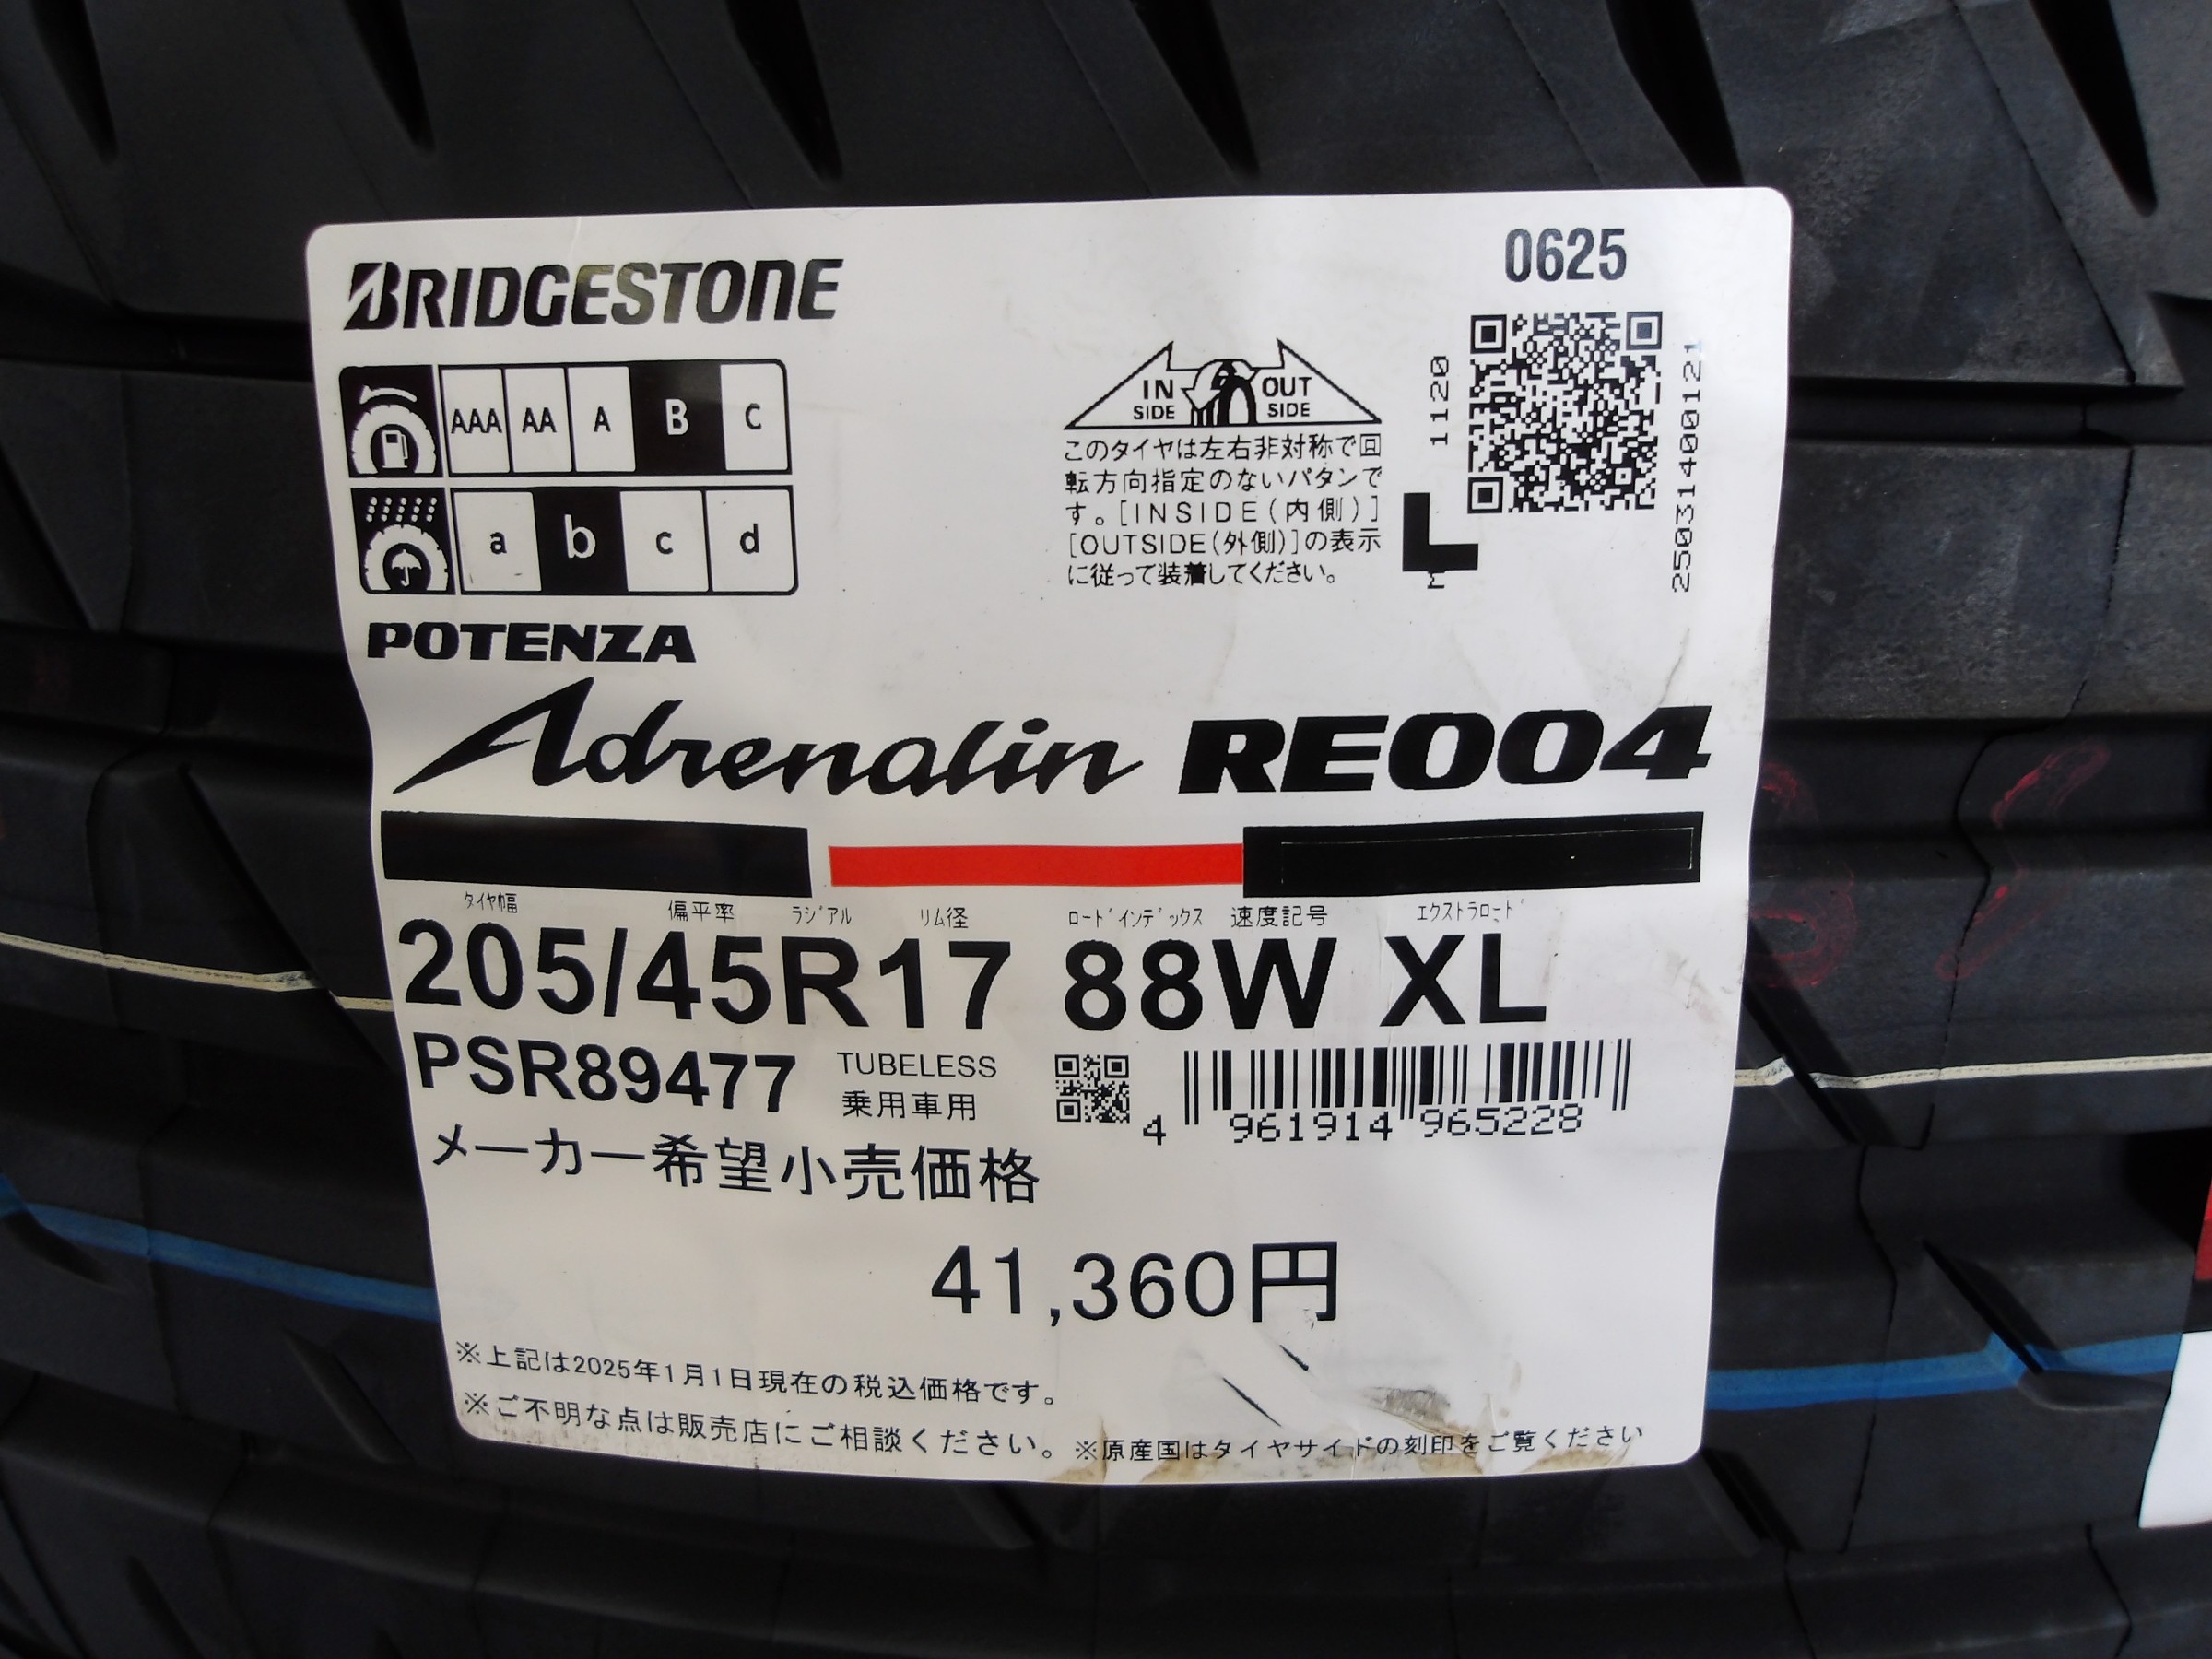 BRIDGESTONE
0625
AAA AA A B C
a b c d
IN SIDE OUT SIDE
このタイヤは左右非対称で回
転方向指定のないパタンで
す。[INSIDE(内側)]
[OUTSIDE(外側)]の表示
に従って装着してください。
1120
L
25031400121
POTENZA
Adrenalin RE004
タイヤ幅 偏平率 ラジアル リム径 ロードインデックス 速度記号 エクストラロード
205/45R17 88W XL
PSR89477
TUBELESS
乗用車用
4 961914 965228
メーカー希望小売価格
41,360円
※上記は2025年1月1日現在の税込価格です。
※ご不明な点は販売店にご相談ください。※原産国はタイヤサイドの刻印をご覧ください